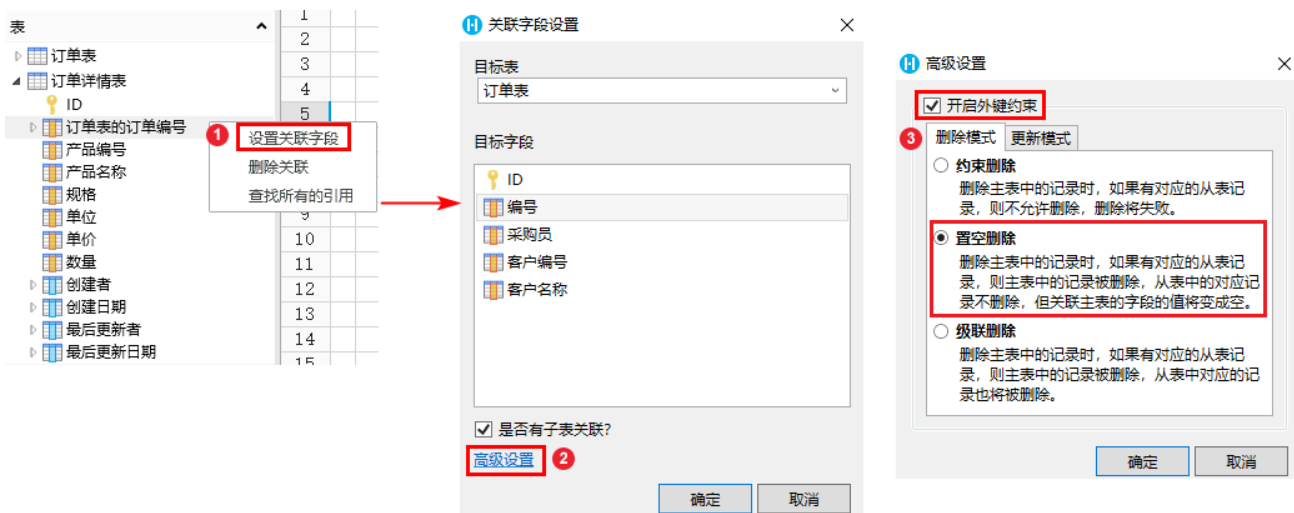 表
订单表
订单详情表
ID
订单表的订单编号
产品编号
产品名称
规格
单位
单价
数量
创建者
创建日期
最后更新者
最后更新日期
1
2
3
4
5
9
10
11
12
13
14
15
1
设置关联字段
删除关联
查找所有的引用
关联字段设置
目标表
订单表
目标字段
ID
编号
采购员
客户编号
客户名称
是否有子表关联?
高级设置
2
确定
取消
高级设置
开启外键约束
3
删除模式
更新模式
约束删除
删除主表中的记录时，如果有对应的从表记
录，则不允许删除，删除将失败。
置空删除
删除主表中的记录时，如果有对应的从表记
录，则主表中的记录被删除，从表中的对应记
录不删除，但关联主表的字段的值将变成空。
级联删除
删除主表中的记录时，如果有对应的从表记
录，则主表中的记录被删除，从表中对应的记
录也将被删除。
确定
取消